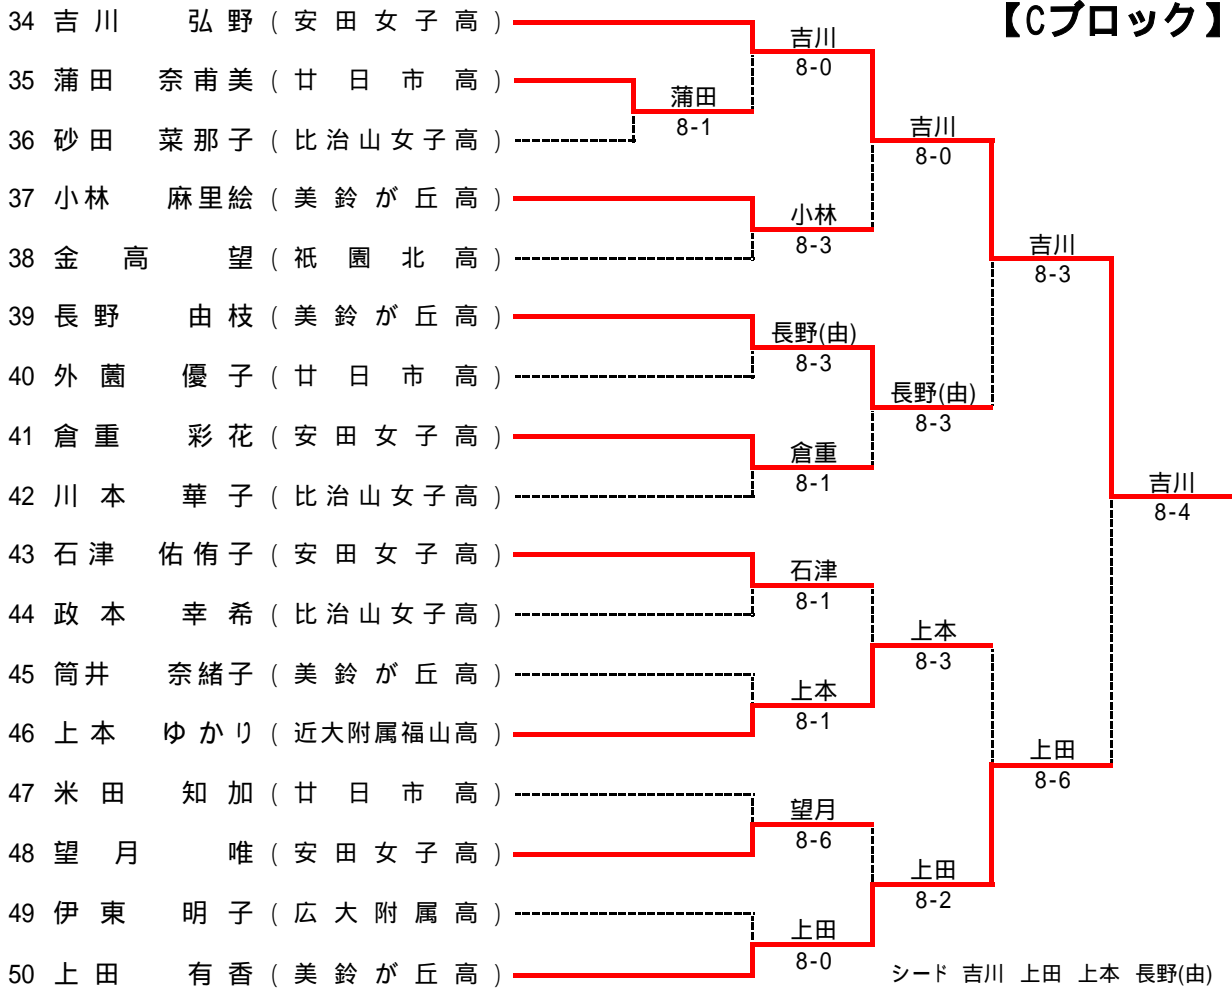 【Cブロック】
34 吉川 弘野 ( 安田女子高 )
吉川
8-0
35 蒲田 奈甫美 ( 廿日市高 )
蒲田
8-1
36 砂田 菜那子 ( 比治山女子高 )
吉川
8-0
37 小林 麻里絵 ( 美鈴が丘高 )
小林
8-3
38 金高 望 ( 祇園北高 )
吉川
8-3
39 長野 由枝 ( 美鈴が丘高 )
長野(由)
8-3
40 外薗 優子 ( 廿日市高 )
長野(由)
8-3
41 倉重 彩花 ( 安田女子高 )
倉重
8-1
42 川本 華子 ( 比治山女子高 )
吉川
8-4
43 石津 佑侑子 ( 安田女子高 )
石津
8-1
44 政本 幸希 ( 比治山女子高 )
上本
8-3
45 筒井 奈緒子 ( 美鈴が丘高 )
上本
8-1
46 上本 ゆかり ( 近大附属福山高 )
上田
8-6
47 米田 知加 ( 廿日市高 )
望月
8-6
48 望月 唯 ( 安田女子高 )
上田
8-2
49 伊東 明子 ( 広大附属高 )
上田
8-0
50 上田 有香 ( 美鈴が丘高 )
シード 吉川 上田 上本 長野(由)